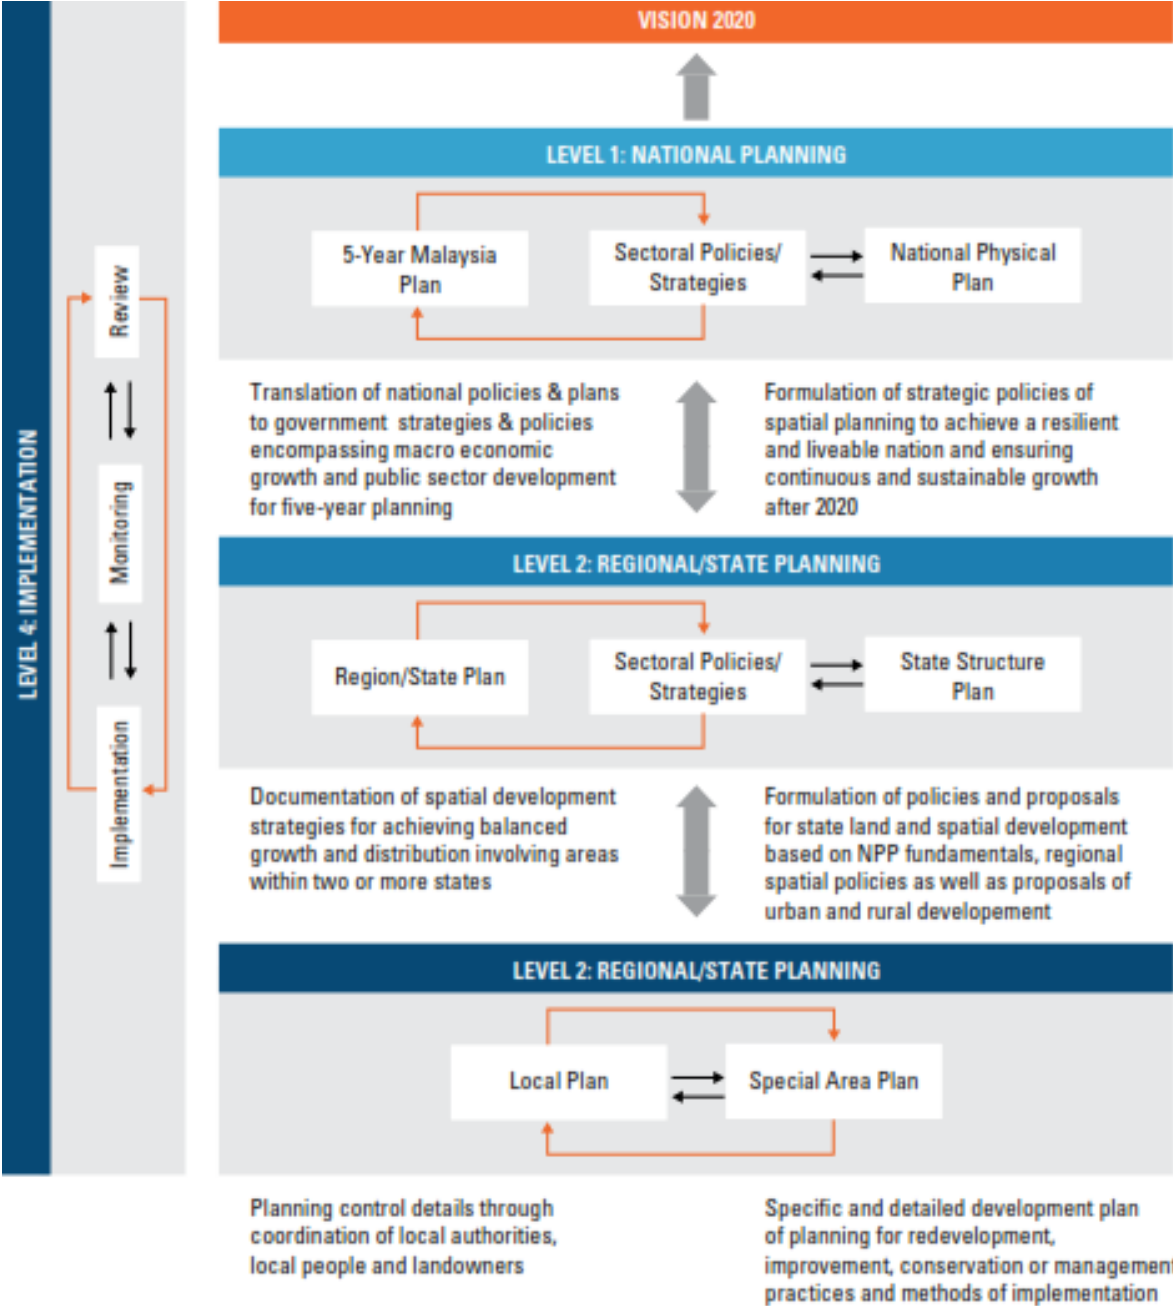 VISION 2020
LEVEL 1: NATIONAL PLANNING
5-Year Malaysia
Plan
Sectoral Policies/
Strategies
National Physical
Plan
Translation of national policies & plans
to government strategies & policies
encompassing macro economic
growth and public sector development
for five-year planning
Formulation of strategic policies of
spatial planning to achieve a resilient
and liveable nation and ensuring
continuous and sustainable growth
after 2020
LEVEL 2: REGIONAL/STATE PLANNING
Region/State Plan
Sectoral Policies/
Strategies
State Structure
Plan
Documentation of spatial development
strategies for achieving balanced
growth and distribution involving areas
within two or more states
Formulation of policies and proposals
for state land and spatial development
based on NPP fundamentals, regional
spatial policies as well as proposals of
urban and rural developement
LEVEL 2: REGIONAL/STATE PLANNING
Local Plan
Special Area Plan
Planning control details through
coordination of local authorities,
local people and landowners
Specific and detailed development plan
of planning for redevelopment,
improvement, conservation or management
practices and methods of implementation
LEVEL 4: IMPLEMENTATION
Review
Monitoring
Implementation